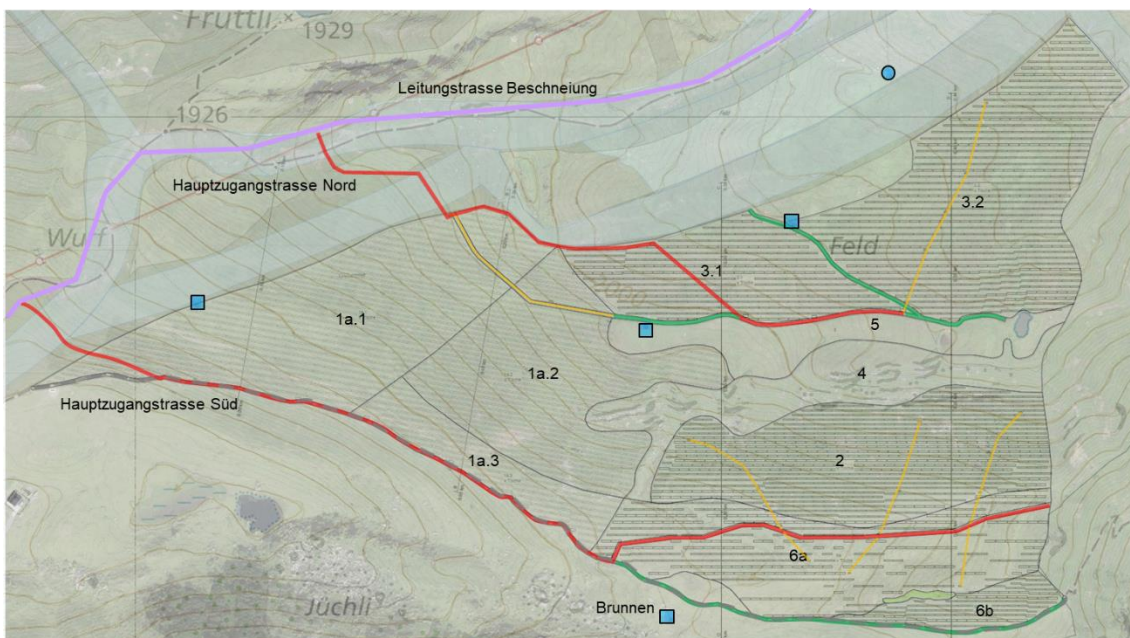 Fruttli
1929
Leitungstrasse Beschneiung
1926
Hauptzugangstrasse Nord
3.2
Wurf
Feld
3.1
2000
1a.1
5
1a.2
4
Hauptzugangstrasse Süd
1a.3
2
6a
Brunnen
Jüchli
6b